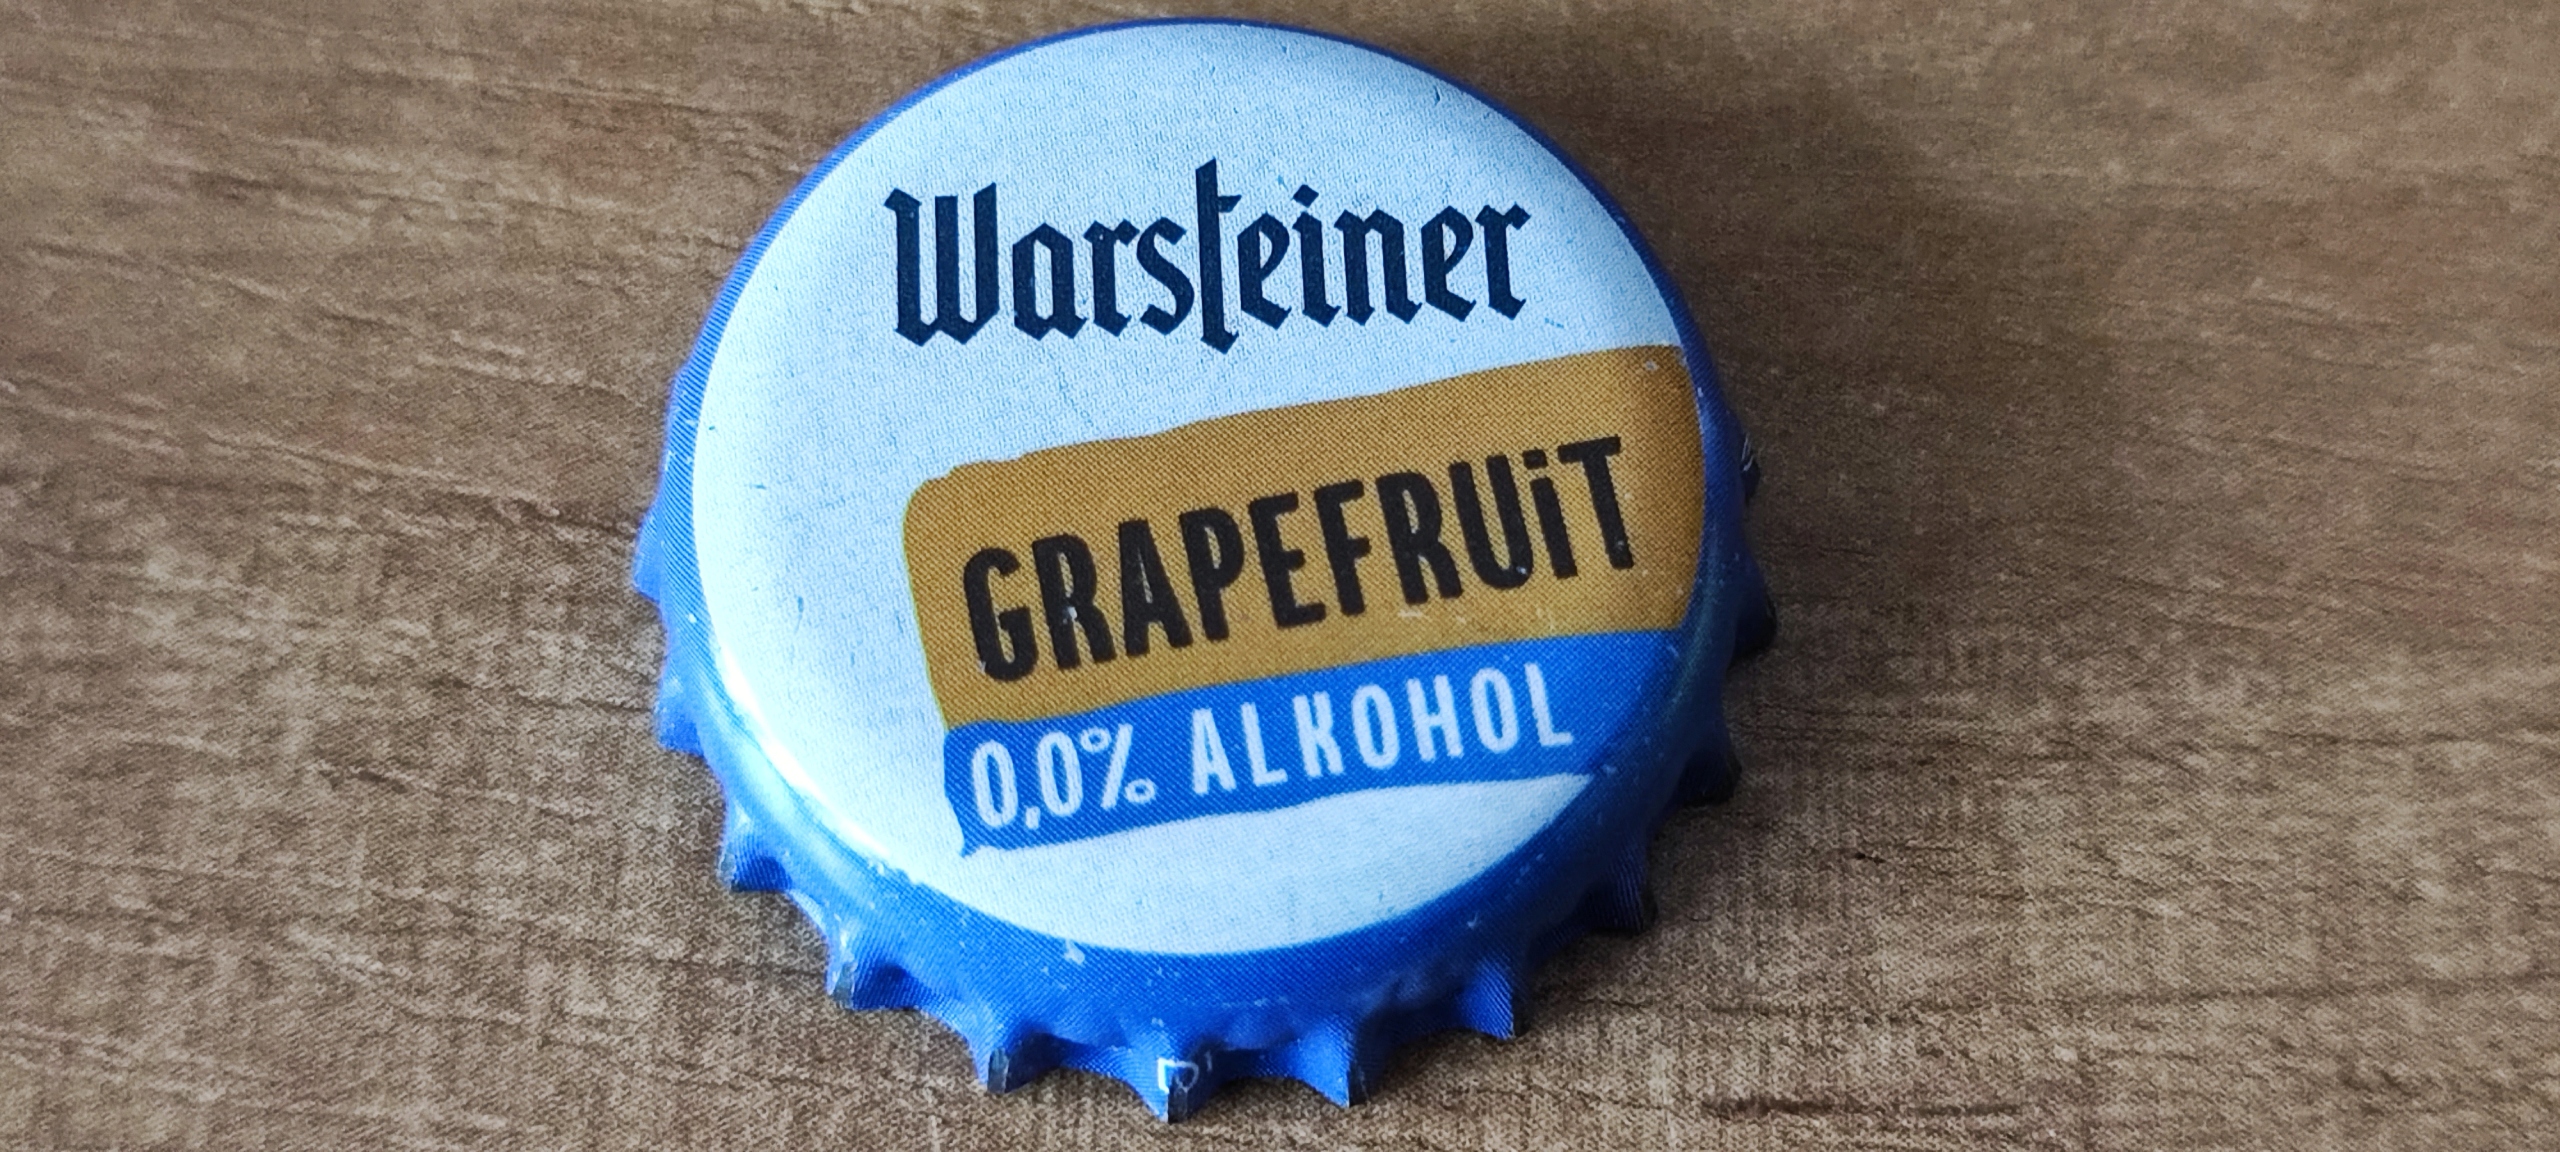 Warsteiner
GRAPEFRUiT
0,0% ALKOHOL